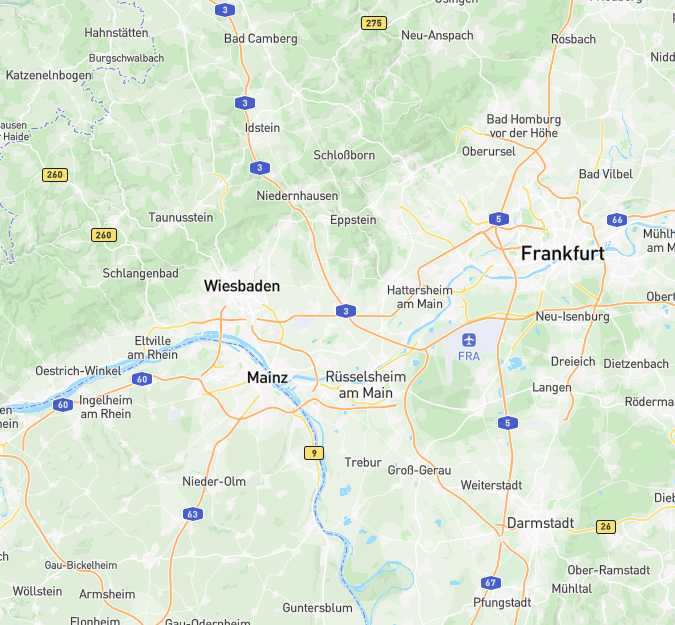 Usingen
3
275
Hahnstätten
Bad Camberg
Neu-Anspach
Rosbach
Burgschwalbach
Nidd
Katzenelnbogen
3
Bad Homburg
vor der Höhe
hausen
r Haide
Idstein
Schloßborn
Oberursel
3
260
Bad Vilbel
Niedernhausen
Taunusstein
Eppstein
5
66
260
Mühlh
am M
Frankfurt
Schlangenbad
Wiesbaden
Hattersheim
am Main
Obert
3
Neu-Isenburg
Eltville
am Rhein
FRA
Dreieich
Dietzenbach
Oestrich-Winkel
60
Mainz
Rüsselsheim
am Main
Langen
Ingelheim
am Rhein
60
Röderma
en
hein
5
9
Trebur
Groß-Gerau
Nieder-Olm
Weiterstadt
Dieb
63
Darmstadt
26
ch
Gau-Bickelheim
Ober-Ramstadt
67
Mühltal
Wöllstein
Armsheim
Guntersblum
Pfungstadt
Flonheim
Gau-Odernheim